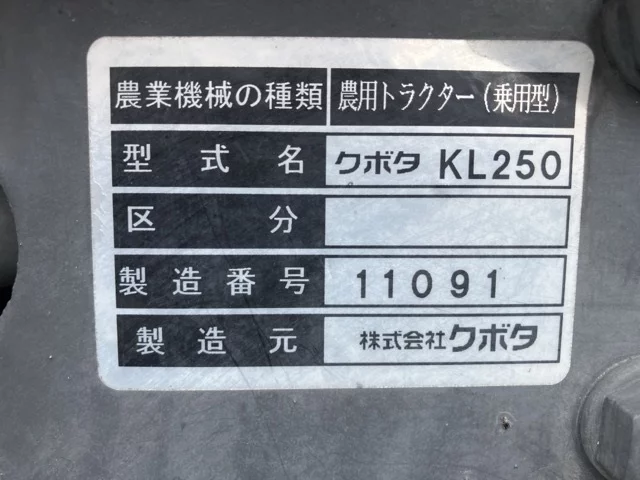 農業機械の種類 農用トラクター(乗用型)
型式名 クボタ KL250
区分
製造番号 11091
製造元 株式会社クボタ